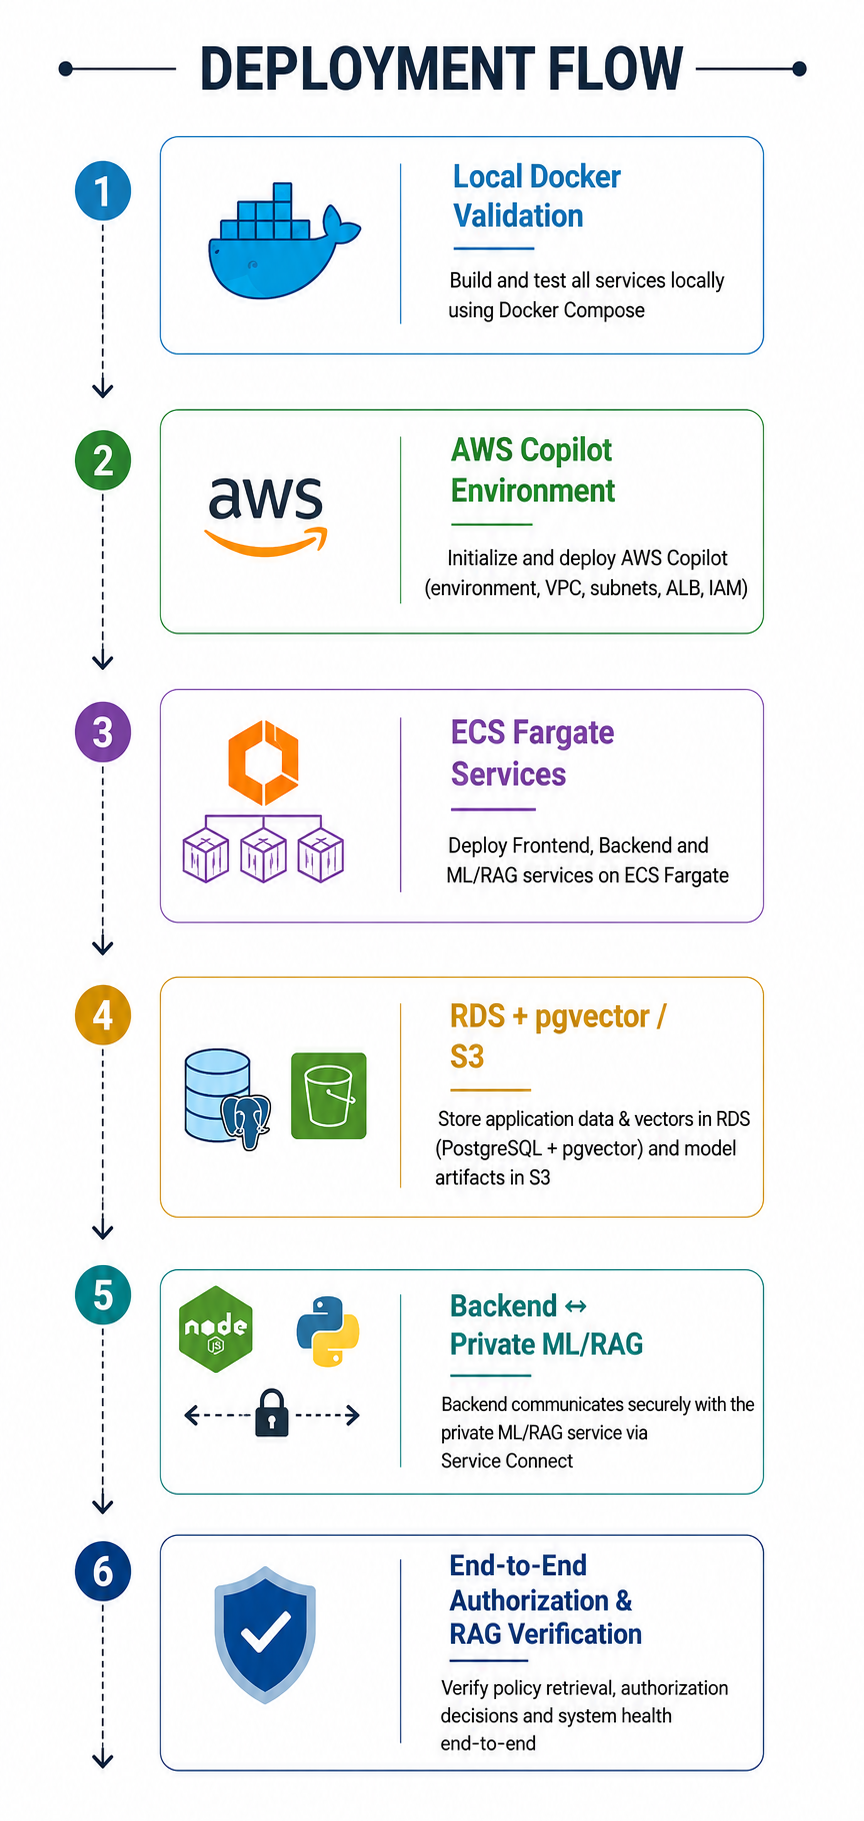 DEPLOYMENT FLOW
1
Local Docker
Validation
Build and test all services locally
using Docker Compose
2
aws
AWS Copilot
Environment
Initialize and deploy AWS Copilot
(environment, VPC, subnets, ALB, IAM)
3
ECS Fargate
Services
Deploy Frontend, Backend and
ML/RAG services on ECS Fargate
4
RDS + pgvector /
S3
Store application data & vectors in RDS
(PostgreSQL + pgvector) and model
artifacts in S3
5
node
JS
Backend ↔
Private ML/RAG
Backend communicates securely with the
private ML/RAG service via
Service Connect
6
End-to-End
Authorization &
RAG Verification
Verify policy retrieval, authorization
decisions and system health
end-to-end